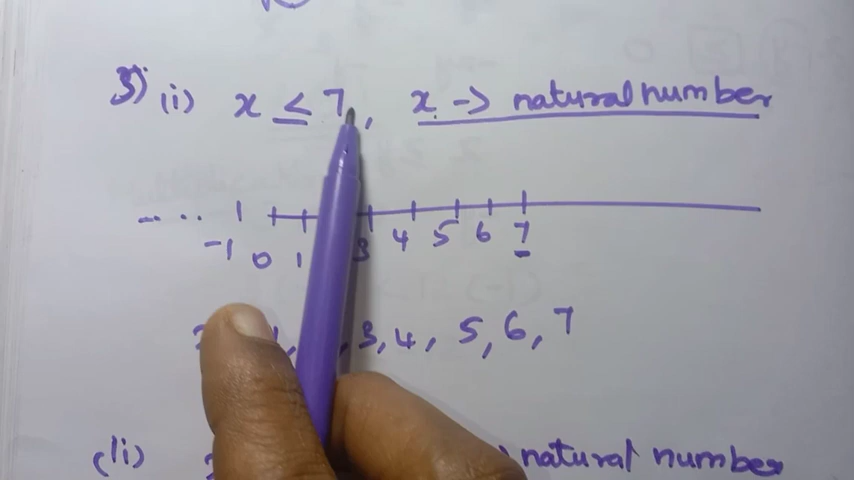 3) (i) x ≤ 7, x -> natural number
-- .. -1 0 1 3 4 5 6 7
3, 4, 5, 6, 7
(ii) natural number